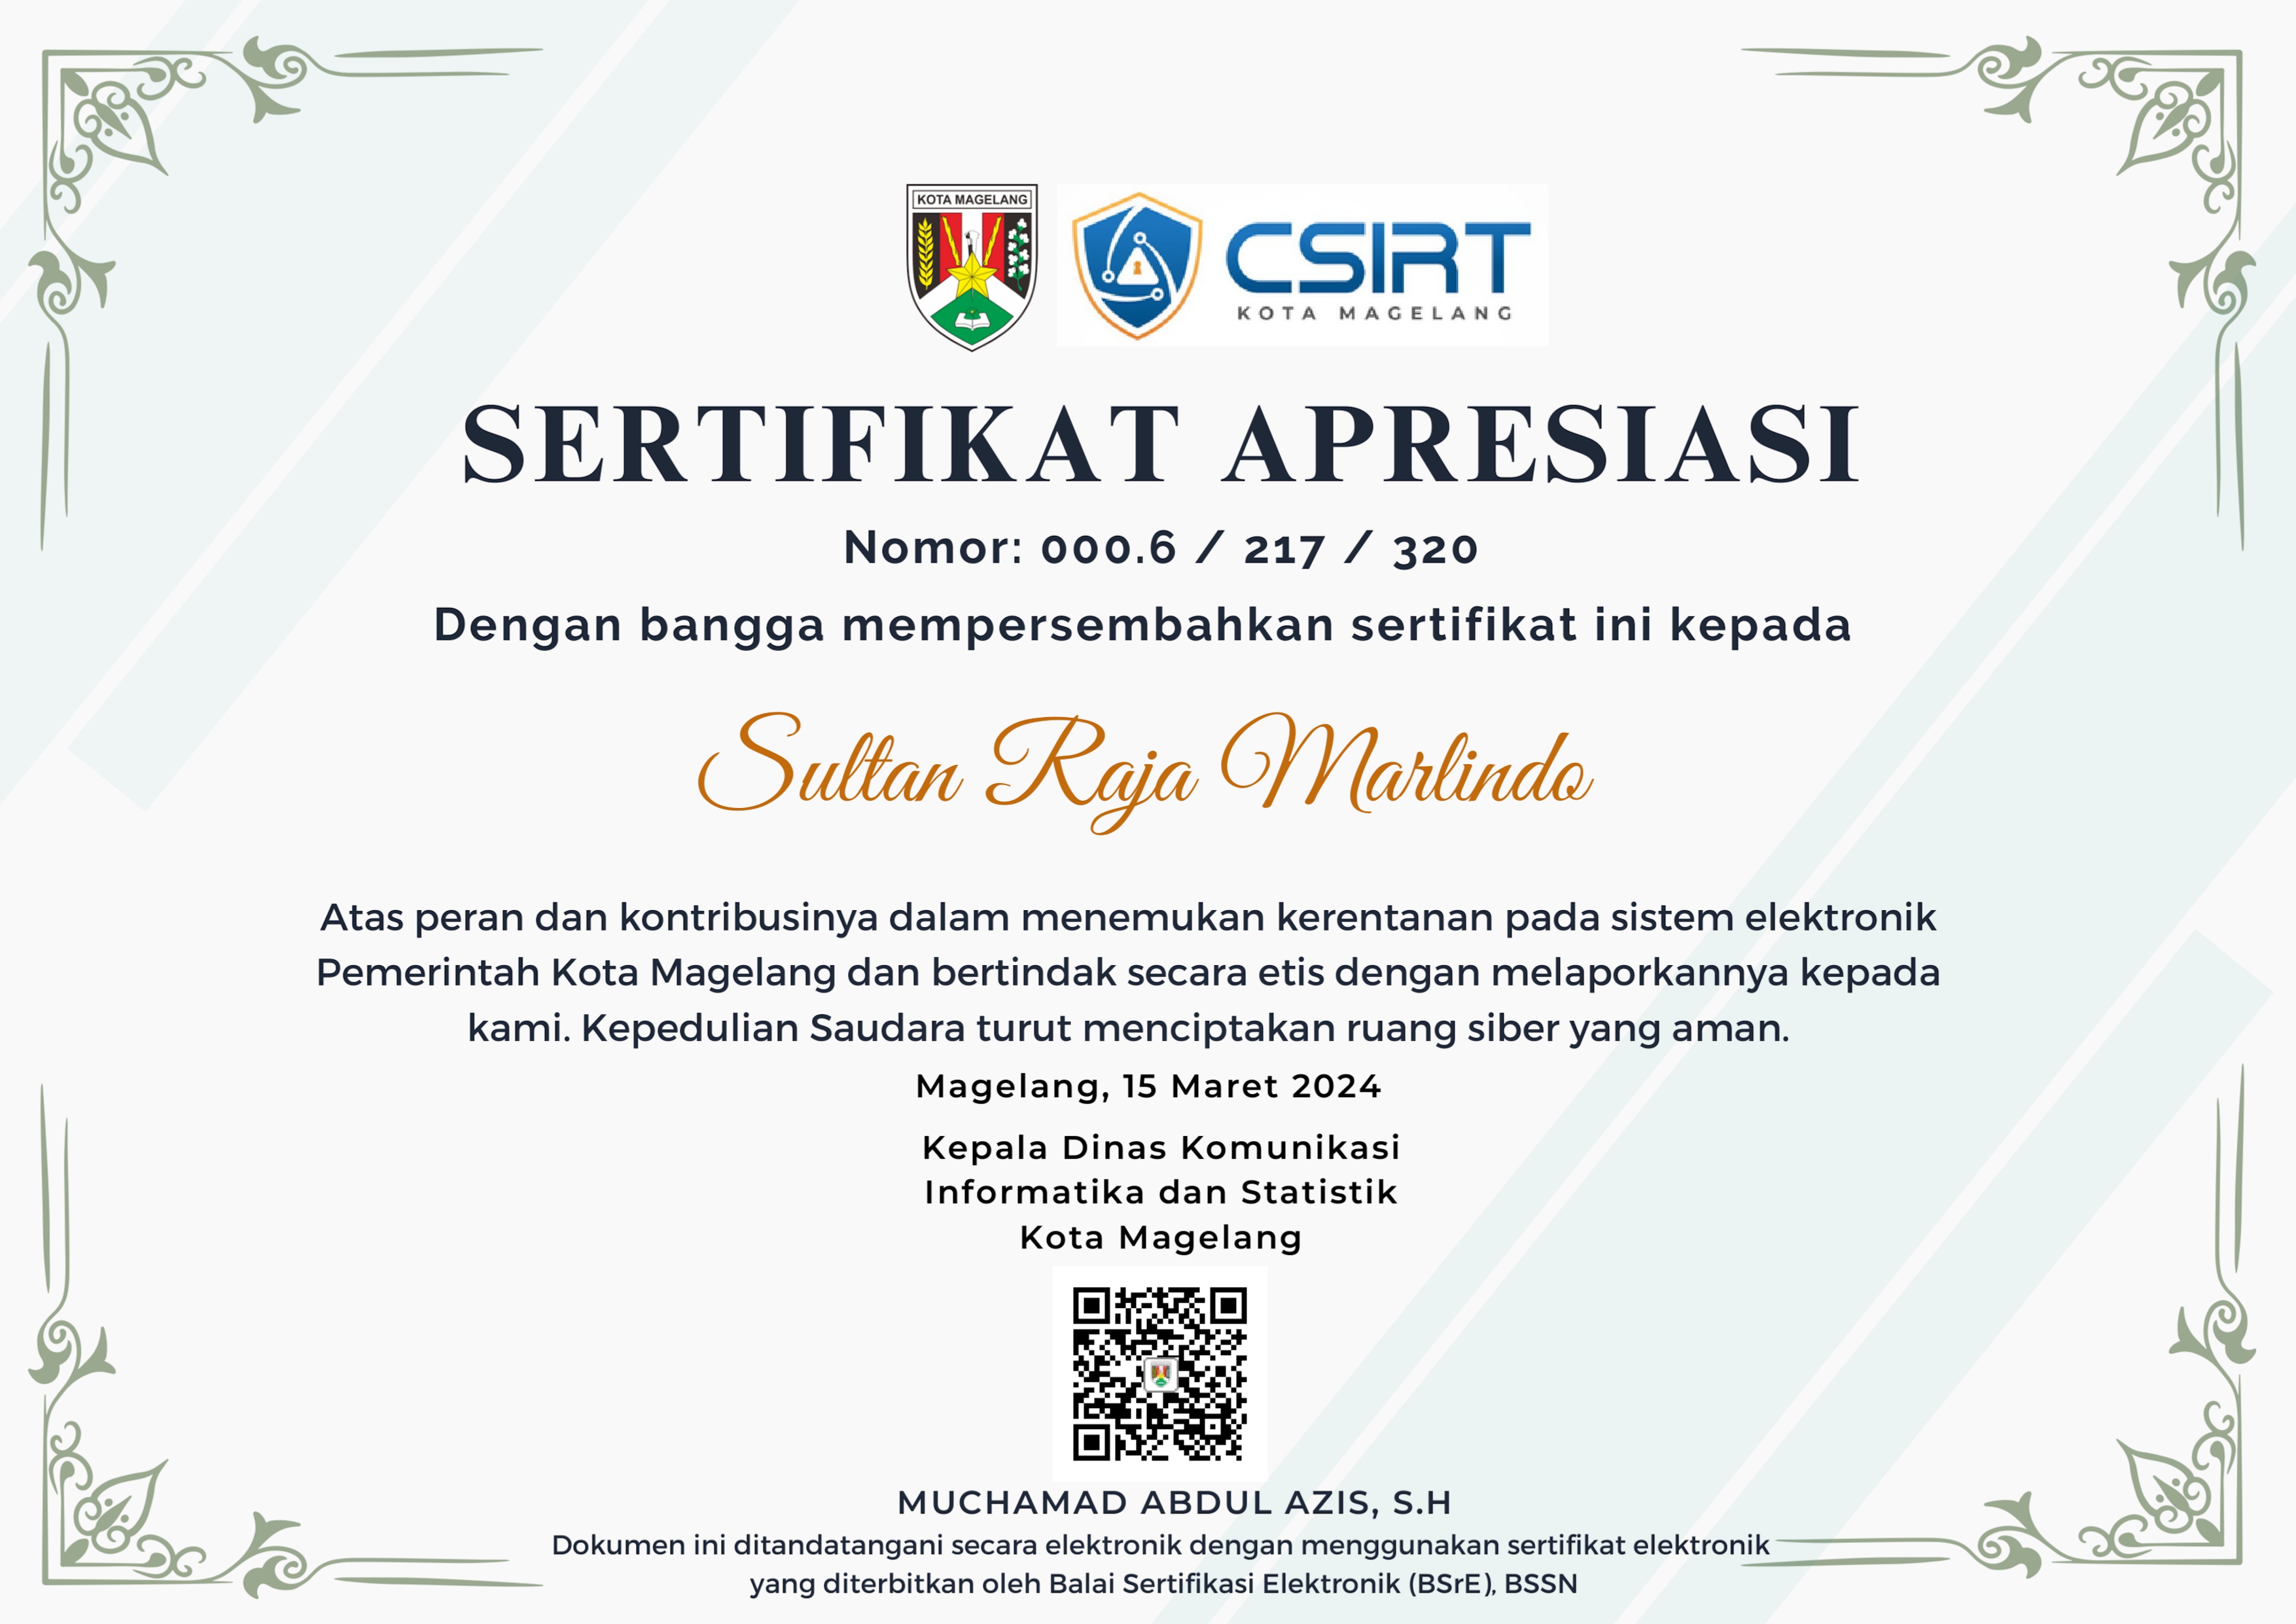 KOTA MAGELANG
CSIRT
KOTA MAGELANG
SERTIFIKAT APRESIASI
Nomor: 000.6 / 217 / 320
Dengan bangga mempersembahkan sertifikat ini kepada
Sultan Raja Marlindo
Atas peran dan kontribusinya dalam menemukan kerentanan pada sistem elektronik
Pemerintah Kota Magelang dan bertindak secara etis dengan melaporkannya kepada
kami. Kepedulian Saudara turut menciptakan ruang siber yang aman.
Magelang, 15 Maret 2024
Kepala Dinas Komunikasi
Informatika dan Statistik
Kota Magelang
MUCHAMAD ABDUL AZIS, S.H
Dokumen ini ditandatangani secara elektronik dengan menggunakan sertifikat elektronik
yang diterbitkan oleh Balai Sertifikasi Elektronik (BSrE), BSSN